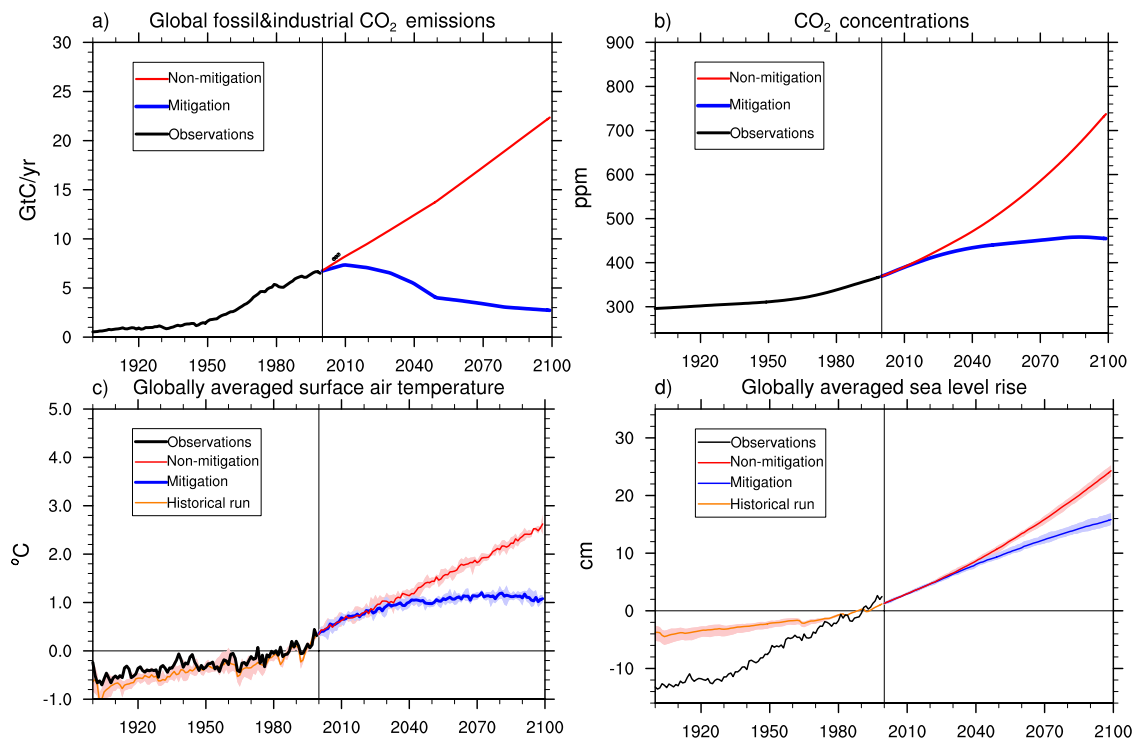 a) Global fossil&industrial CO₂ emissions
30
25
20
15
10
5
0
GtC/yr
Non-mitigation
Mitigation
Observations
1920 1950 1980 2010 2040 2070 2100
b) CO₂ concentrations
900
800
700
600
500
400
300
ppm
Non-mitigation
Mitigation
Observations
1920 1950 1980 2010 2040 2070 2100
c) Globally averaged surface air temperature
5.0
4.0
3.0
2.0
1.0
0.0
-1.0
ºC
Observations
Non-mitigation
Mitigation
Historical run
1920 1950 1980 2010 2040 2070 2100
d) Globally averaged sea level rise
30
20
10
0
-10
cm
Observations
Non-mitigation
Mitigation
Historical run
1920 1950 1980 2010 2040 2070 2100